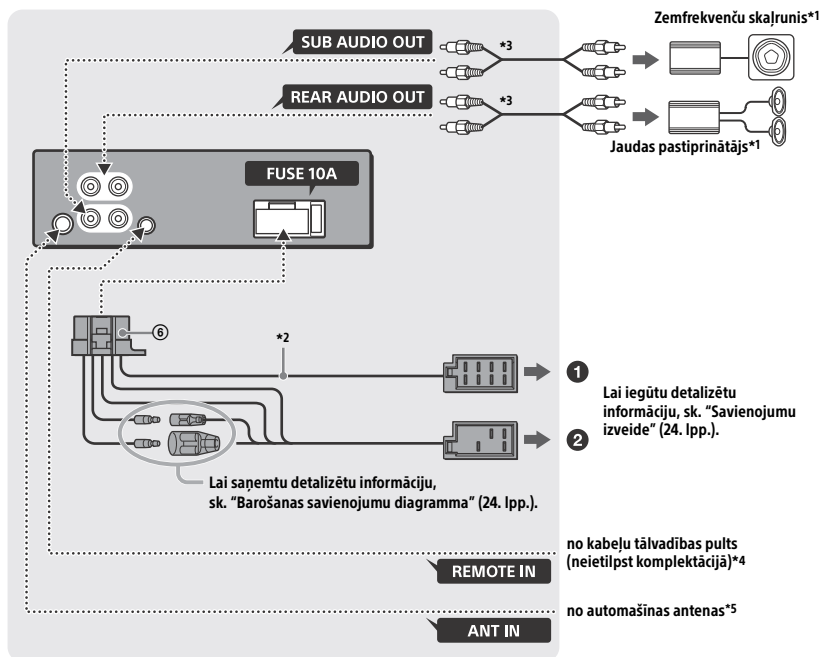 Zemfrekvenču skaļrunis*1
SUB AUDIO OUT
*3
REAR AUDIO OUT
*3
Jaudas pastiprinātājs*1
FUSE 10A
⑥
*2
❶
Lai iegūtu detalizētu
informāciju, sk. “Savienojumu
izveide” (24. lpp.).
❷
Lai saņemtu detalizētu informāciju,
sk. “Barošanas savienojumu diagramma” (24. lpp.).
no kabeļu tālvadības pults
(neietilpst komplektācijā)*4
REMOTE IN
no automašīnas antenas*5
ANT IN